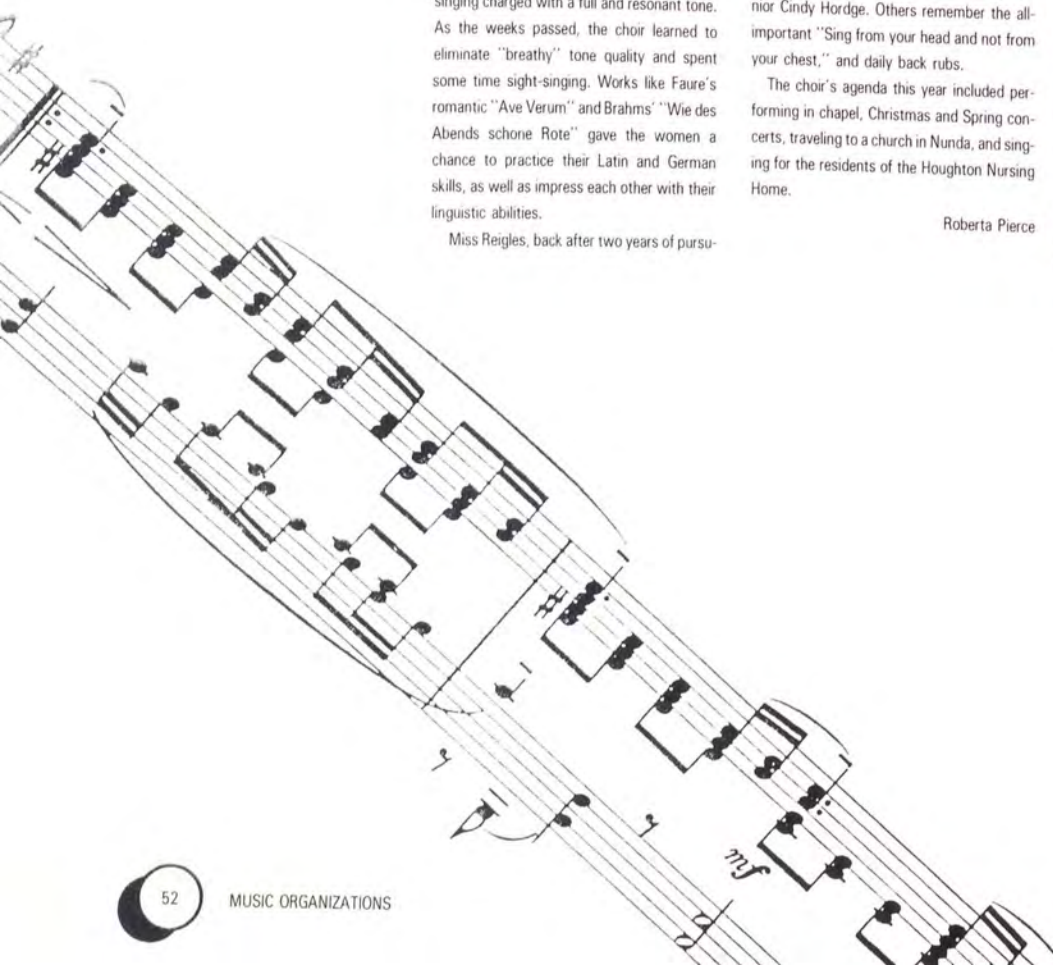 singing charged with a full and resonant tone.
As the weeks passed, the choir learned to
eliminate "breathy" tone quality and spent
some time sight-singing. Works like Faure's
romantic "Ave Verum" and Brahms' "Wie des
Abends schone Rote" gave the women a
chance to practice their Latin and German
skills, as well as impress each other with their
linguistic abilities.
Miss Reigles, back after two years of pursu-
nior Cindy Hordge. Others remember the all-
important "Sing from your head and not from
your chest," and daily back rubs.
The choir's agenda this year included per-
forming in chapel, Christmas and Spring con-
certs, traveling to a church in Nunda, and sing-
ing for the residents of the Houghton Nursing
Home.
Roberta Pierce
mf
52 MUSIC ORGANIZATIONS